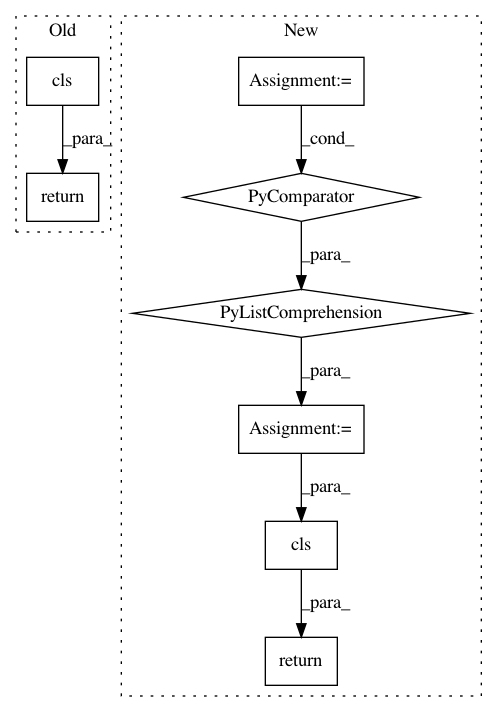 Old
cls
_para_
return
New
Assignment:=
_cond_
PyComparator
_para_
PyListComprehension
_para_
Assignment:=
_para_
cls
_para_
return